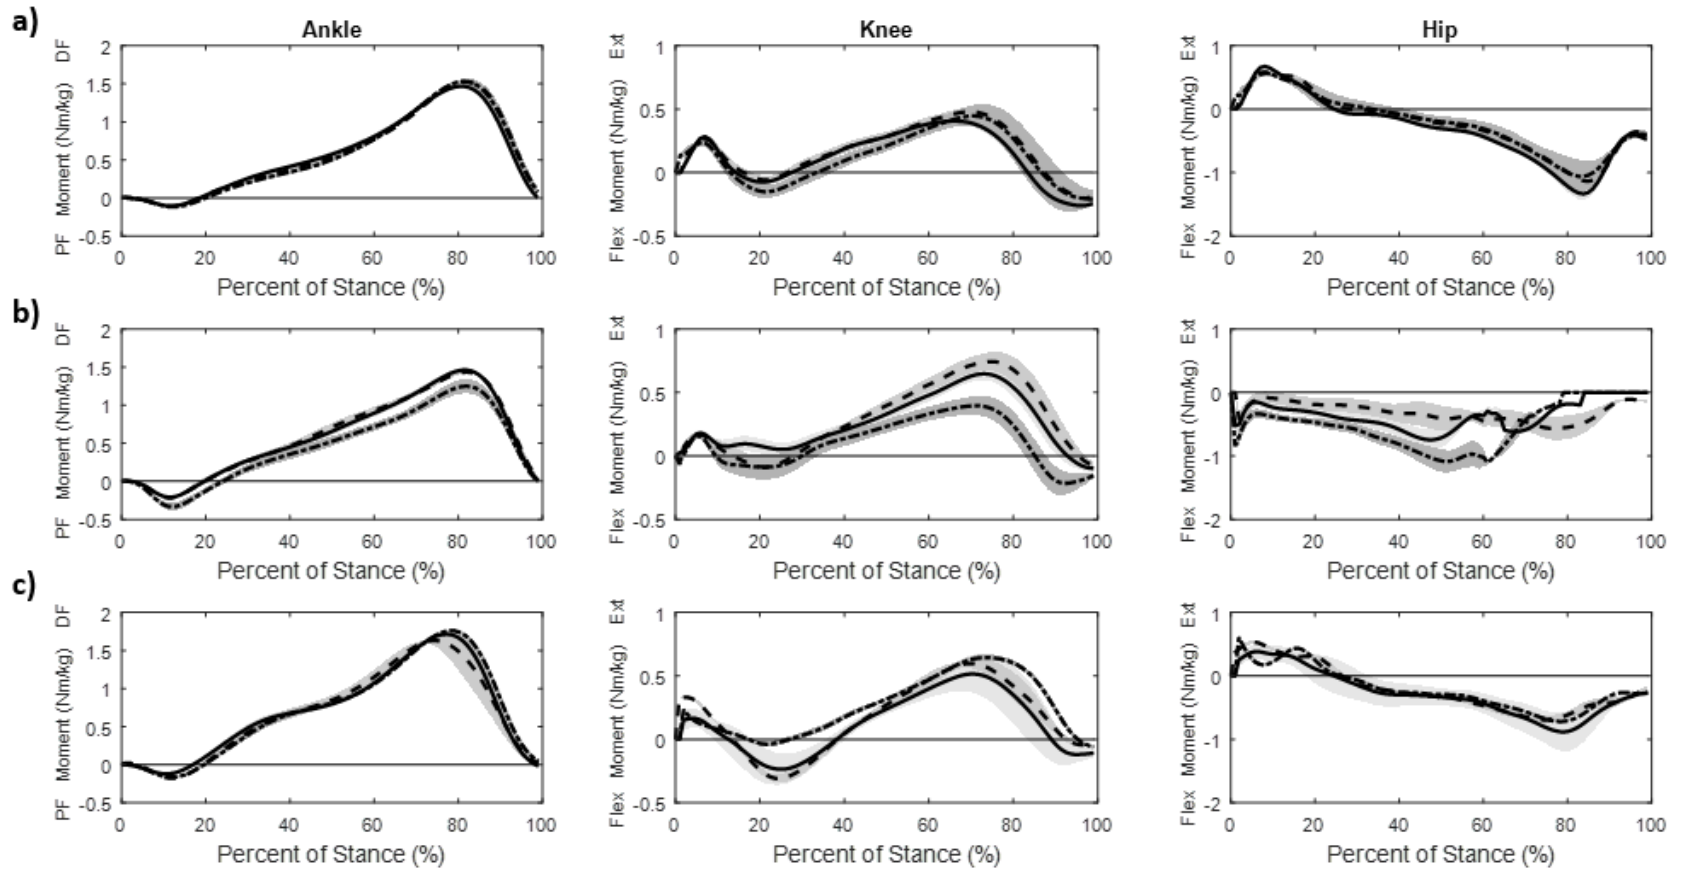 a)
Ankle
Knee
Hip
PF Moment (Nm/kg) DF
2
1.5
1
0.5
0
-0.5
0 20 40 60 80 100
Percent of Stance (%)
Flex Moment (Nm/kg) Ext
1
0.5
0
-0.5
0 20 40 60 80 100
Percent of Stance (%)
Flex Moment (Nm/kg) Ext
1
0
-1
-2
0 20 40 60 80 100
Percent of Stance (%)
b)
PF Moment (Nm/kg) DF
2
1.5
1
0.5
0
-0.5
0 20 40 60 80 100
Percent of Stance (%)
Flex Moment (Nm/kg) Ext
1
0.5
0
-0.5
0 20 40 60 80 100
Percent of Stance (%)
Flex Moment (Nm/kg) Ext
1
0
-1
-2
0 20 40 60 80 100
Percent of Stance (%)
c)
PF Moment (Nm/kg) DF
2
1.5
1
0.5
0
-0.5
0 20 40 60 80 100
Percent of Stance (%)
Flex Moment (Nm/kg) Ext
1
0.5
0
-0.5
0 20 40 60 80 100
Percent of Stance (%)
Flex Moment (Nm/kg) Ext
1
0
-1
-2
0 20 40 60 80 100
Percent of Stance (%)